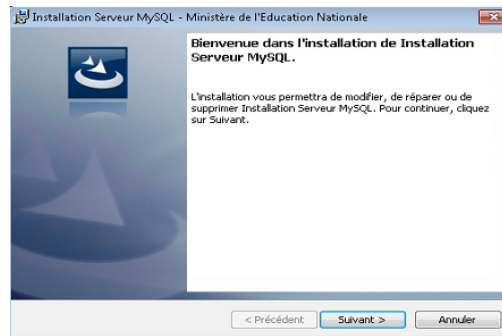 Installation Serveur MySQL - Ministère de l'Education Nationale
Bienvenue dans l'installation de Installation
Serveur MySQL.
L'installation vous permettra de modifier, de réparer ou de
supprimer Installation Serveur MySQL. Pour continuer, cliquez
sur Suivant.
< Précédent
Suivant >
Annuler